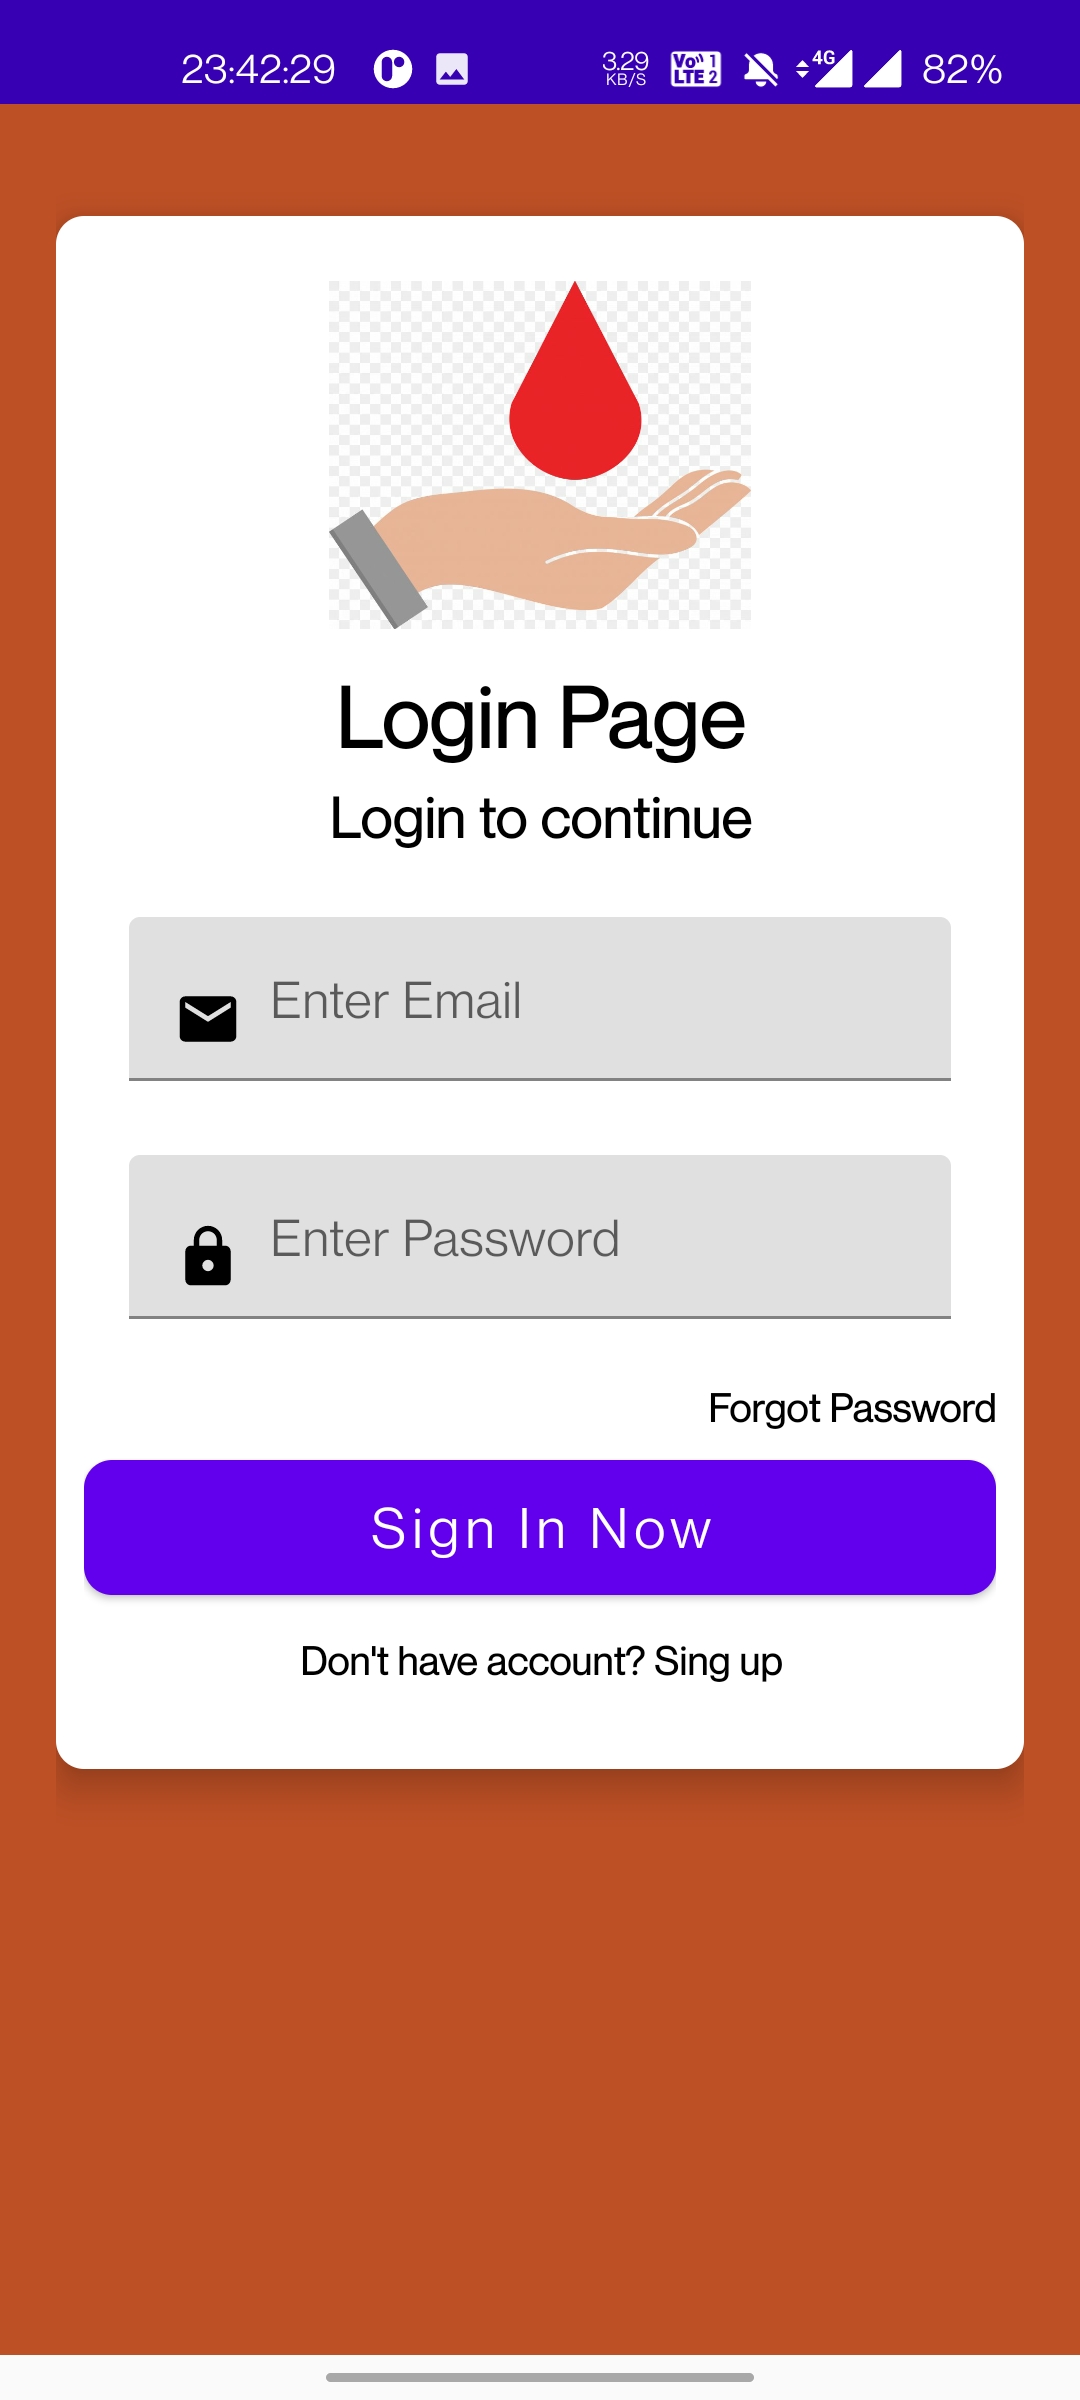 23:42:29 3.29 KB/S Vo 1 LTE 2 4G 82%
Login Page
Login to continue
Enter Email
Enter Password
Forgot Password
Sign In Now
Don't have account? Sing up